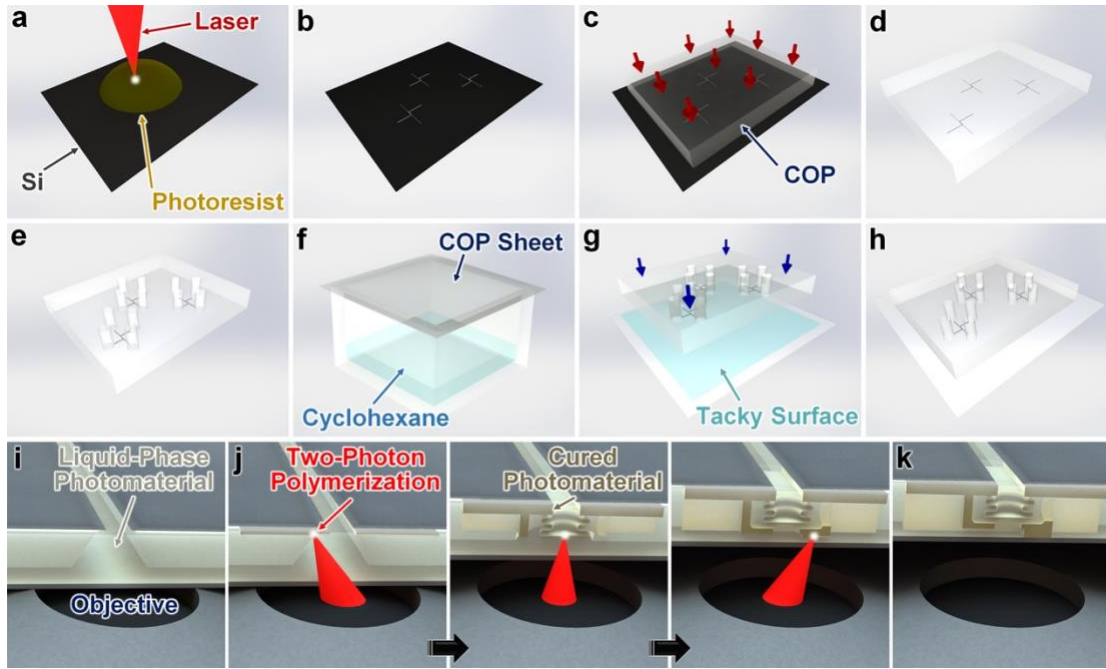 a
Laser
Si
Photoresist
b
c
COP
d
e
f
COP Sheet
Cyclohexane
g
Tacky Surface
h
i
Liquid-Phase
Photomaterial
Objective
j
Two-Photon
Polymerization
Cured
Photomaterial
k